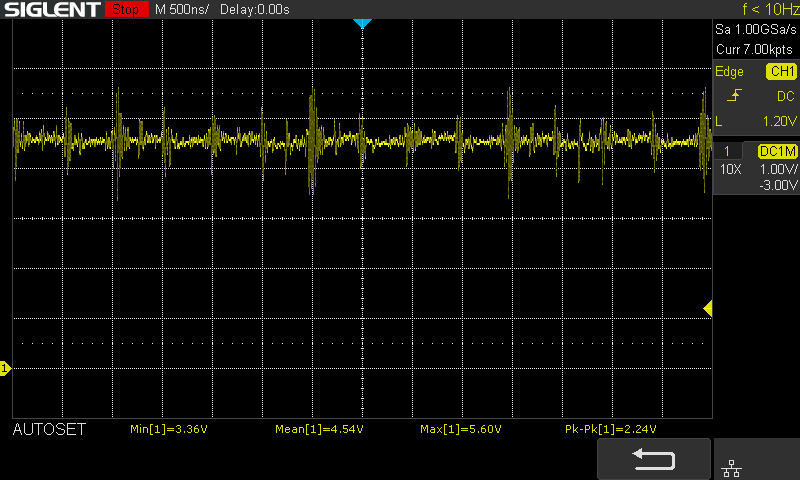 SIGLENT Stop M 500ns/ Delay:0.00s f < 10Hz
Sa 1.00GSa/s
Curr 7.00kpts
Edge CH1
DC
L 1.20V
1 DC1M
10X 1.00V/
-3.00V
1
AUTOSET Min[1]=3.36V Mean[1]=4.54V Max[1]=5.60V Pk-Pk[1]=2.24V